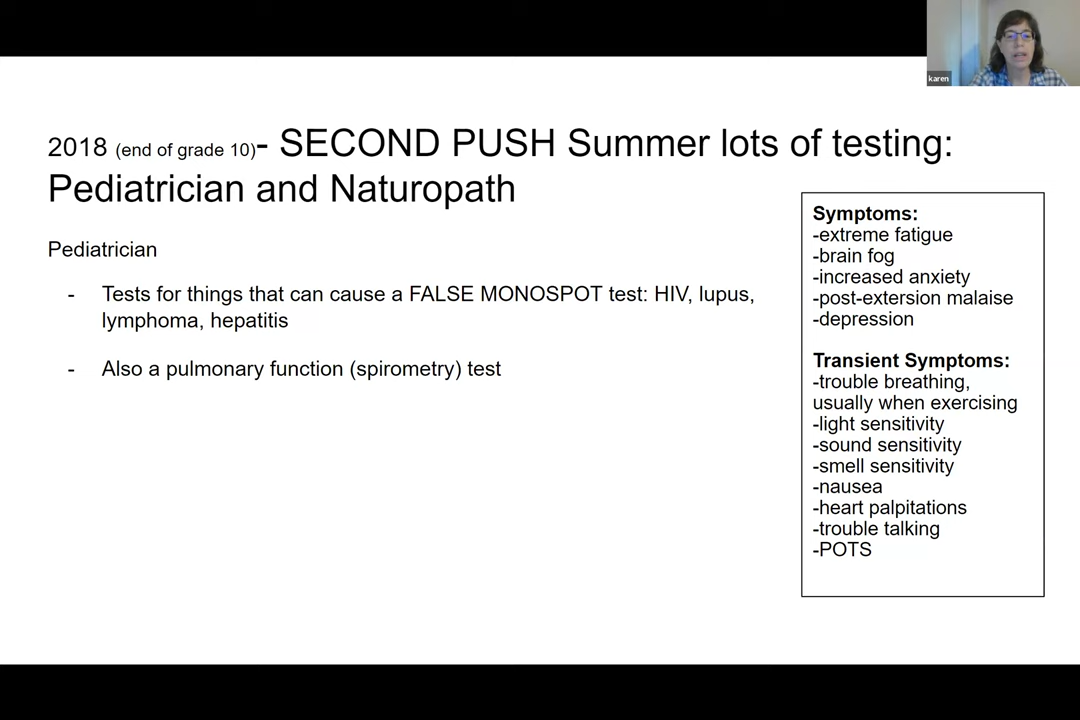 karen
2018 (end of grade 10)- SECOND PUSH Summer lots of testing:
Pediatrician and Naturopath
Pediatrician
- Tests for things that can cause a FALSE MONOSPOT test: HIV, lupus,
lymphoma, hepatitis
- Also a pulmonary function (spirometry) test
Symptoms:
-extreme fatigue
-brain fog
-increased anxiety
-post-extersion malaise
-depression
Transient Symptoms:
-trouble breathing,
usually when exercising
-light sensitivity
-sound sensitivity
-smell sensitivity
-nausea
-heart palpitations
-trouble talking
-POTS